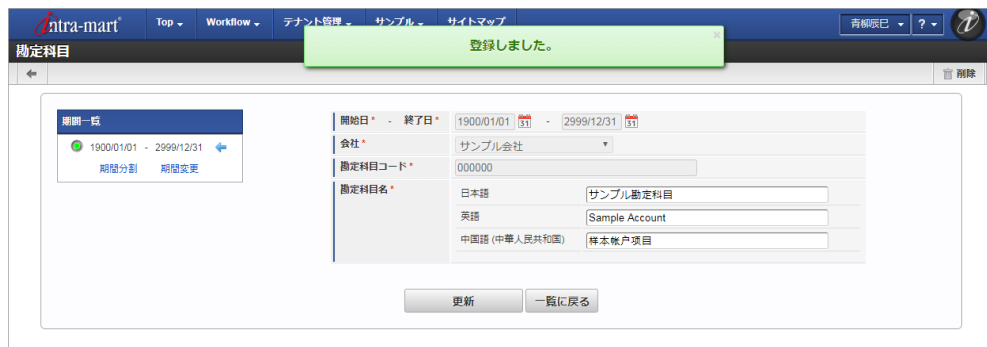 intra-mart Top Workflow テナント管理 サンプル サイトマップ 青柳辰巳 ?
登録しました。 ×
勘定科目
削除
期間一覧
1900/01/01 - 2999/12/31
期間分割 期間変更
開始日* - 終了日* 1900/01/01 31 - 2999/12/31 31
会社* サンプル会社
勘定科目コード* 000000
勘定科目名*
日本語 サンプル勘定科目
英語 Sample Account
中国語 (中華人民共和国) 样本帐户项目
更新 一覧に戻る